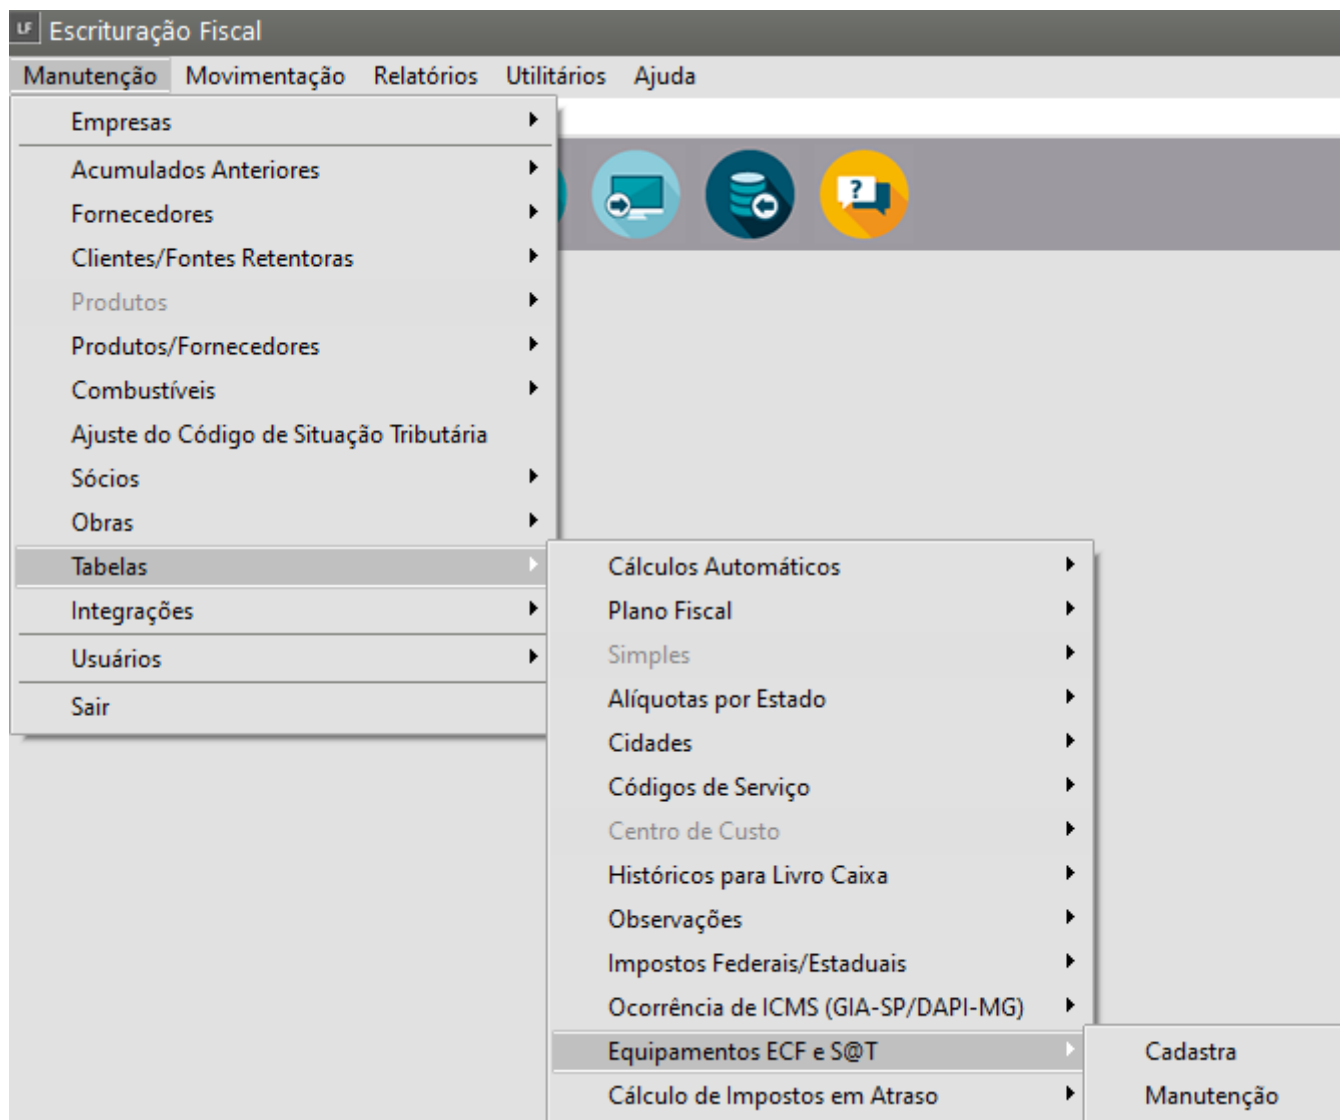 LF Escrituração Fiscal
Manutenção Movimentação Relatórios Utilitários Ajuda
Empresas
Acumulados Anteriores
Fornecedores
Clientes/Fontes Retentoras
Produtos
Produtos/Fornecedores
Combustíveis
Ajuste do Código de Situação Tributária
Sócios
Obras
Tabelas
Integrações
Usuários
Sair
Cálculos Automáticos
Plano Fiscal
Simples
Alíquotas por Estado
Cidades
Códigos de Serviço
Centro de Custo
Históricos para Livro Caixa
Observações
Impostos Federais/Estaduais
Ocorrência de ICMS (GIA-SP/DAPI-MG)
Equipamentos ECF e S@T
Cálculo de Impostos em Atraso
Cadastra
Manutenção
?